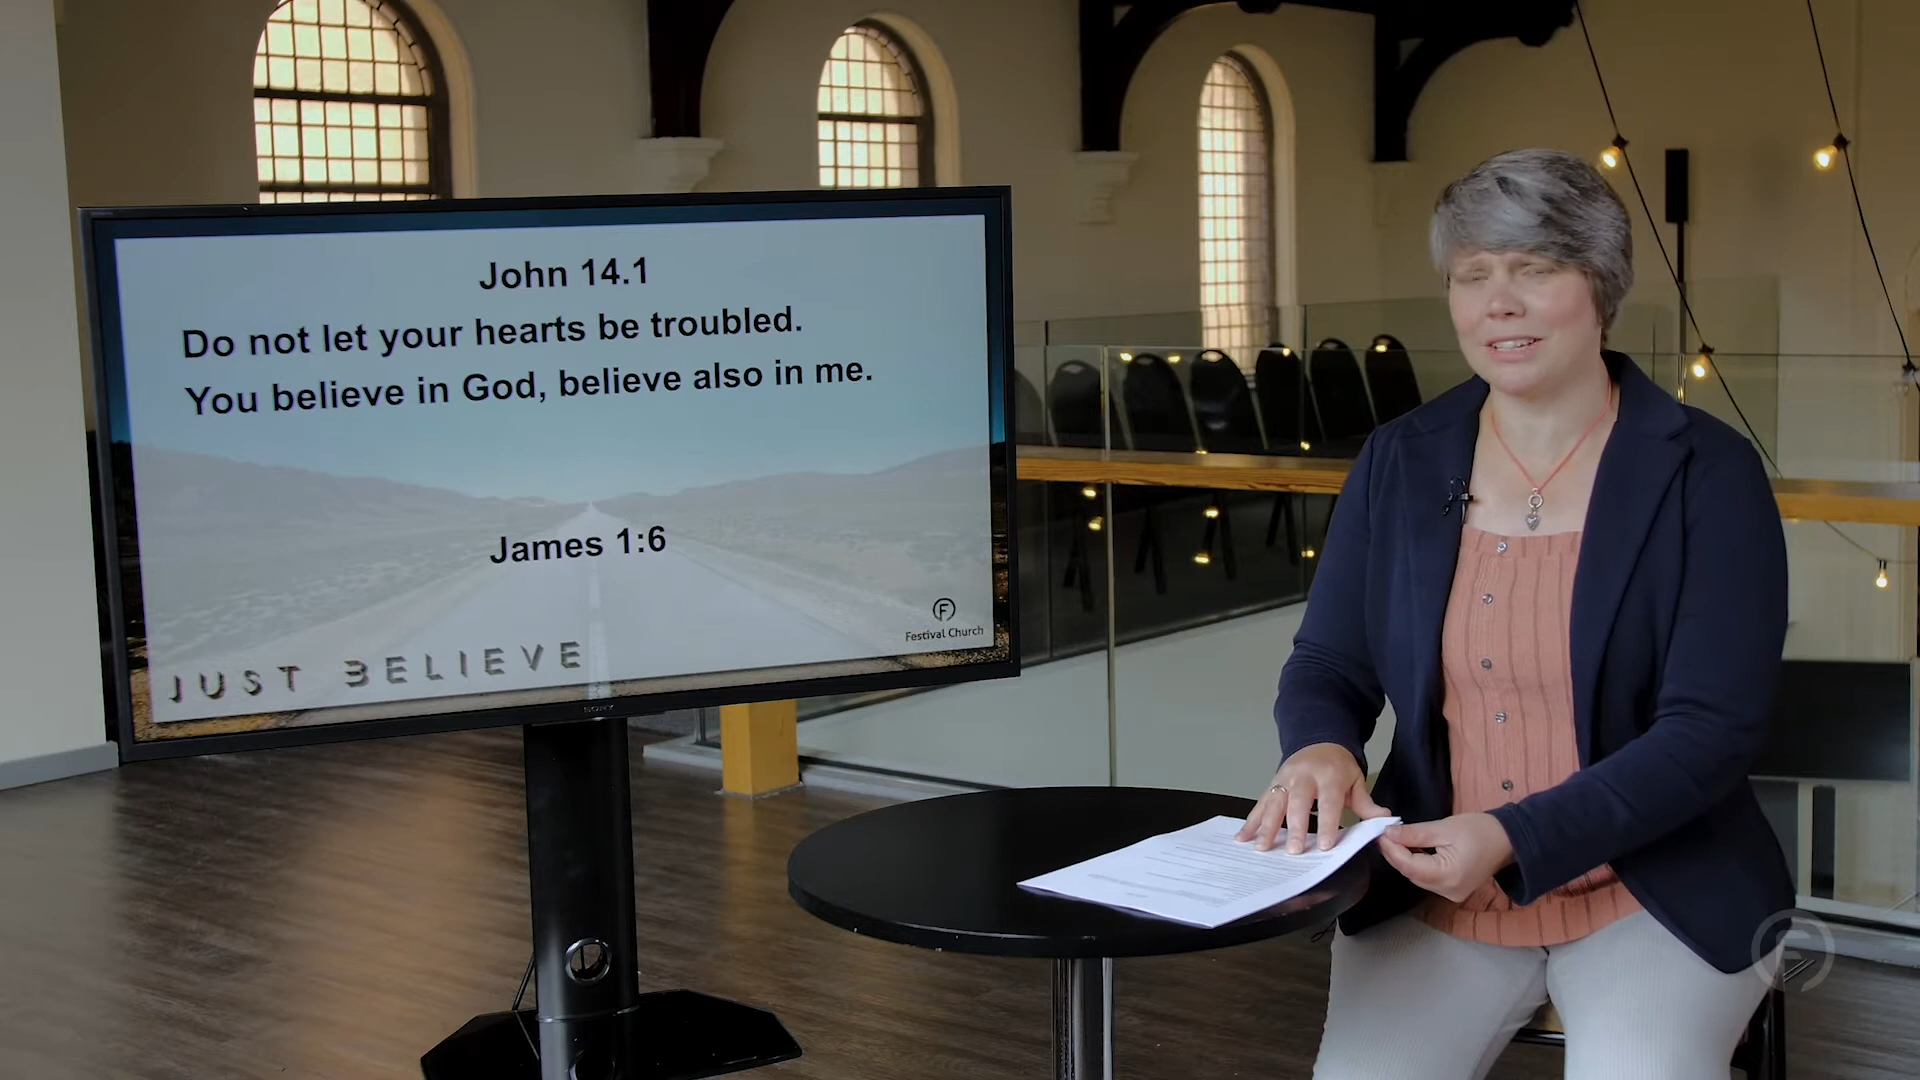 John 14.1
Do not let your hearts be troubled.
You believe in God, believe also in me.
James 1:6
F
Festival Church
JUST BELIEVE
SONY
F